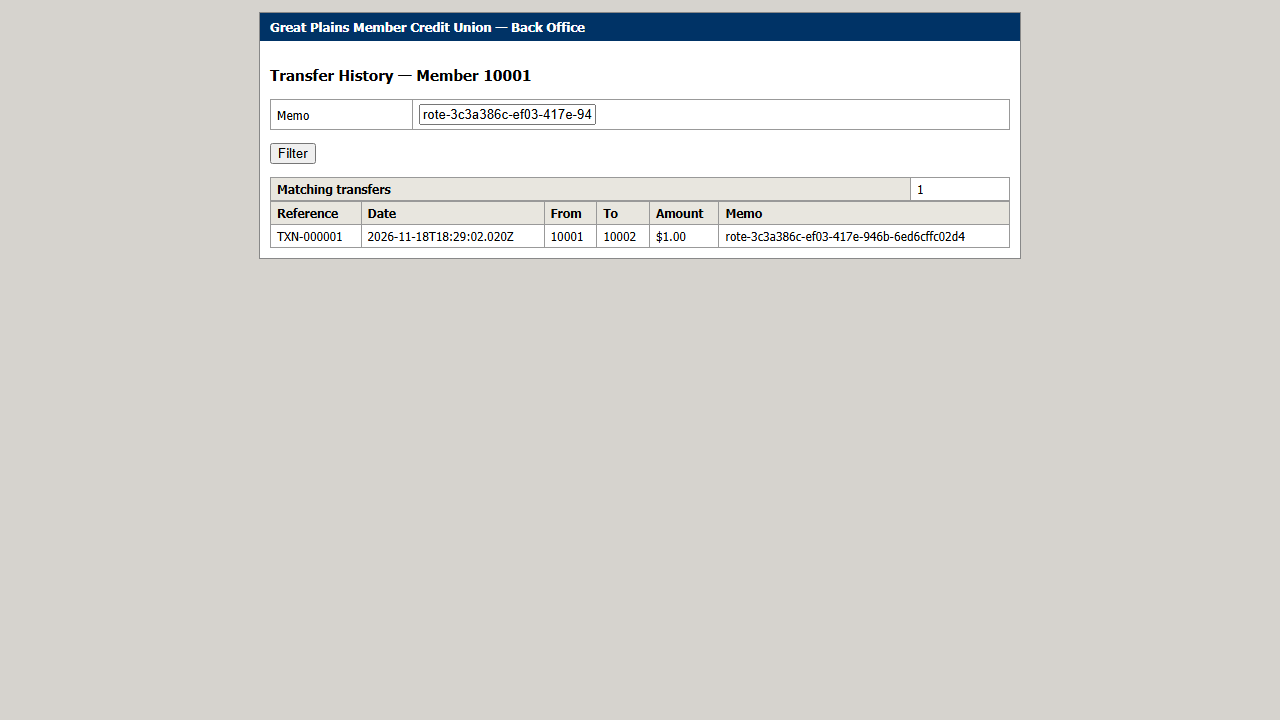 Great Plains Member Credit Union — Back Office
Transfer History — Member 10001
Memo rote-3c3a386c-ef03-417e-94
Filter
Matching transfers 1
Reference Date From To Amount Memo
TXN-000001 2026-11-18T18:29:02.020Z 10001 10002 $1.00 rote-3c3a386c-ef03-417e-946b-6ed6cffc02d4